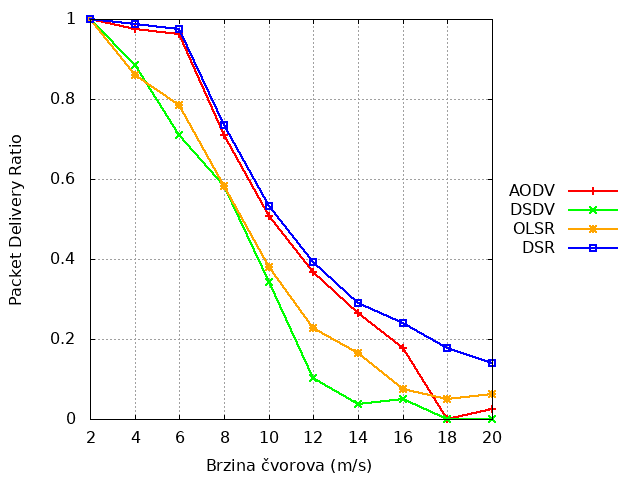 1
0.8
0.6
0.4
0.2
0
2 4 6 8 10 12 14 16 18 20
Packet Delivery Ratio
Brzina čvorova (m/s)
AODV
DSDV
OLSR
DSR